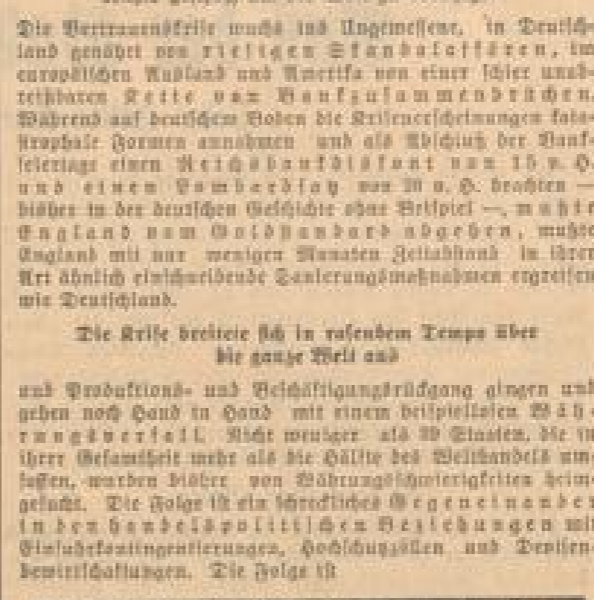 Die Vertrauenskrise wuchs ins Ungemessene, in Deutsch-
land genährt von riesigen Skandalaffären, im
europäischen Ausland und Amerika von einer schier unab-
reißbaren Kette von Bankzusammenbrüchen.
Während auf deutschem Boden die Krisenerscheinungen kata-
strophale Formen annahmen und als Abschluß der Bank-
feiertage einen Reichsbankdiskont von 15 v. H.
und einen Lombardsatz von 20 v. H. brachten —
bisher in der deutschen Geschichte ohne Beispiel —, mußte
England vom Goldstandard abgehen, mußte
England mit nur wenigen Monaten Zeitabstand in ihrer
Art ähnlich einschneidende Sanierungsmaßnahmen ergreifen
wie Deutschland.
Die Krise breitete sich in rasendem Tempo über
die ganze Welt aus
und Produktions- und Beschäftigungsrückgang gingen und
gehen noch Hand in Hand mit einem beispiellosen Wäh-
rungsverfall. Nicht weniger als Staaten, die in
ihrer Gesamtheit mehr als die Hälfte des Welthandels um-
fassen, wurden bisher von Währungsschwierigkeiten heim-
gesucht. Die Folge ist ein schreckliches Gegeneinander
in den handelspolitischen Beziehungen mit
Einfuhrkontingentierungen, Hochschutzzöllen und Devisen-
bewirtschaftungen. Die Folge ist